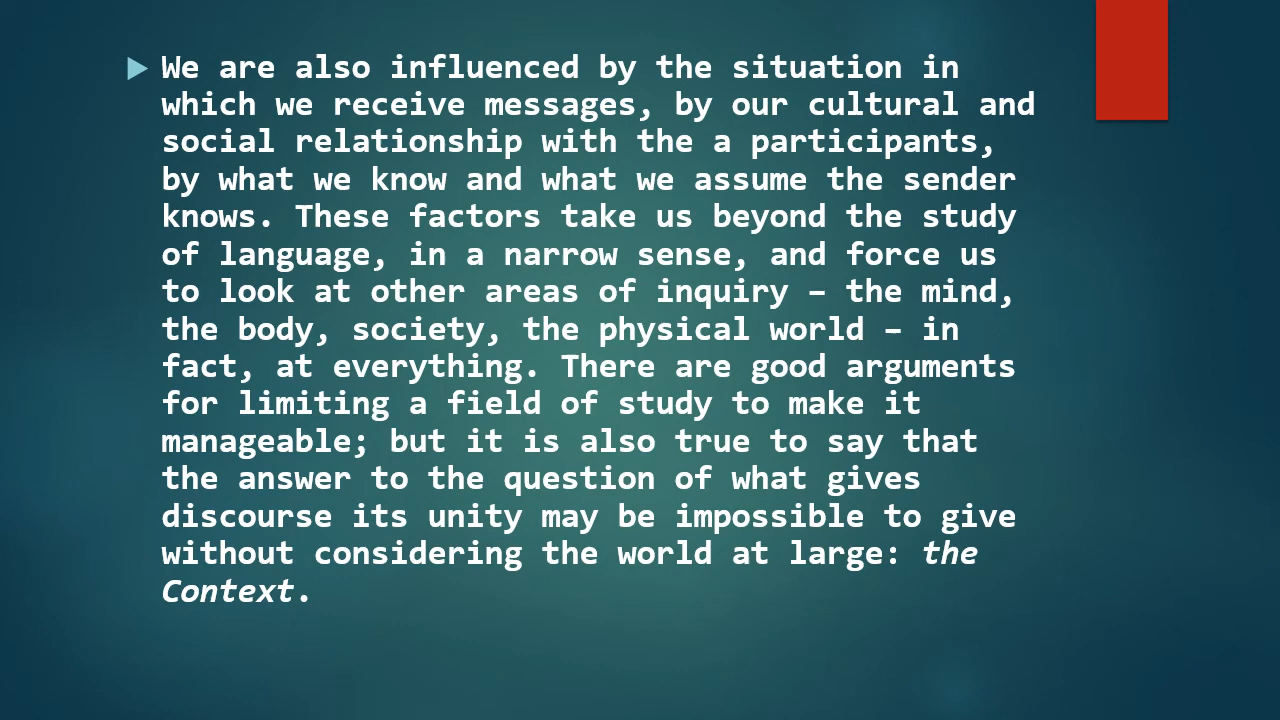 We are also influenced by the situation in
which we receive messages, by our cultural and
social relationship with the a participants,
by what we know and what we assume the sender
knows. These factors take us beyond the study
of language, in a narrow sense, and force us
to look at other areas of inquiry – the mind,
the body, society, the physical world – in
fact, at everything. There are good arguments
for limiting a field of study to make it
manageable; but it is also true to say that
the answer to the question of what gives
discourse its unity may be impossible to give
without considering the world at large: the
Context.